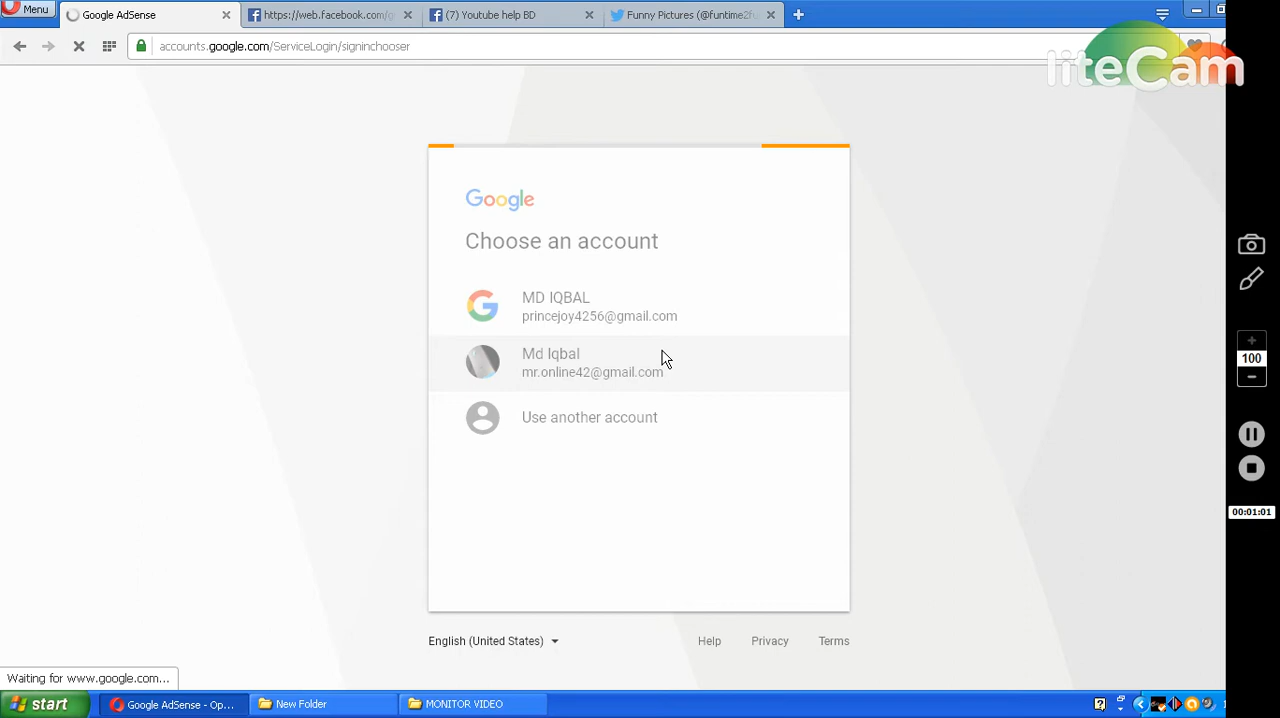 Menu
Google AdSense
https://web.facebook.com/g
(7) Youtube help BD
Funny Pictures (@funtime2f
accounts.google.com/ServiceLogin/signinchooser
liteCam
Google
Choose an account
MD IQBAL
princejoy4256@gmail.com
Md Iqbal
mr.online42@gmail.com
Use another account
100
00:01:01
English (United States)
Help
Privacy
Terms
Waiting for www.google.com...
start
Google AdSense - Op...
New Folder
MONITOR VIDEO